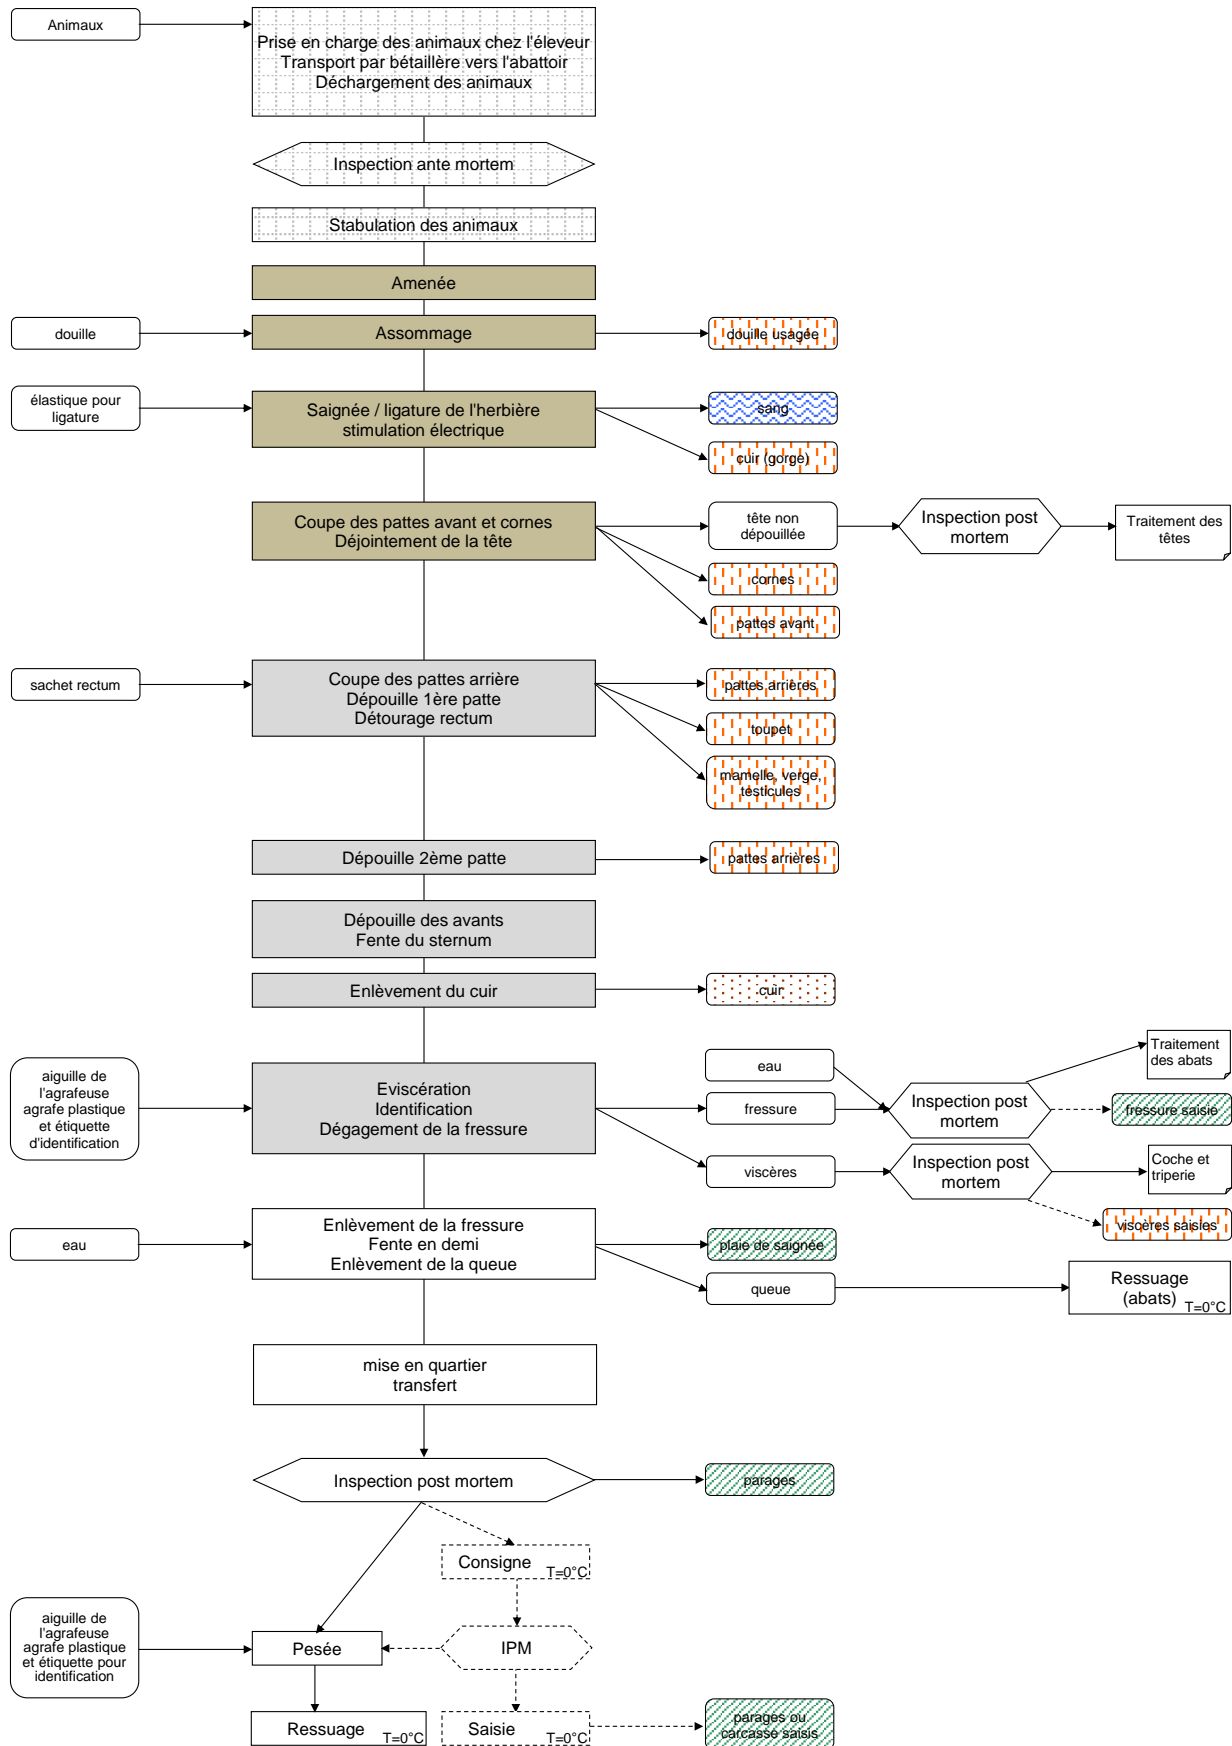 Animaux
Prise en charge des animaux chez l'éleveur
Transport par bétaillère vers l'abattoir
Déchargement des animaux
Inspection ante mortem
Stabulation des animaux
Amenée
douille
Assommage
douille usagée
élastique pour
ligature
Saignée / ligature de l'herbière
stimulation électrique
sang
cuir (gorge)
Coupe des pattes avant et cornes
Déjointement de la tête
tête non
dépouillée
Inspection post
mortem
Traitement des
têtes
cornes
pattes avant
sachet rectum
Coupe des pattes arrière
Dépouille 1ère patte
Détourage rectum
pattes arrières
toupet
mamelle, verge,
testicules
Dépouille 2ème patte
pattes arrières
Dépouille des avants
Fente du sternum
Enlèvement du cuir
cuir
aiguille de
l'agrafeuse
agrafe plastique
et étiquette
d'identification
Eviscération
Identification
Dégagement de la fressure
eau
fressure
viscères
Inspection post
mortem
Traitement
des abats
fressure saisie
Inspection post
mortem
Coche et
triperie
viscères saisies
eau
Enlèvement de la fressure
Fente en demi
Enlèvement de la queue
plaie de saignée
queue
Ressuage
(abats)
T=0°C
mise en quartier
transfert
Inspection post mortem
parages
Consigne
T=0°C
aiguille de
l'agrafeuse
agrafe plastique
et étiquette pour
identification
Pesée
IPM
Ressuage
T=0°C
Saisie
T=0°C
parages ou
carcasse saisis